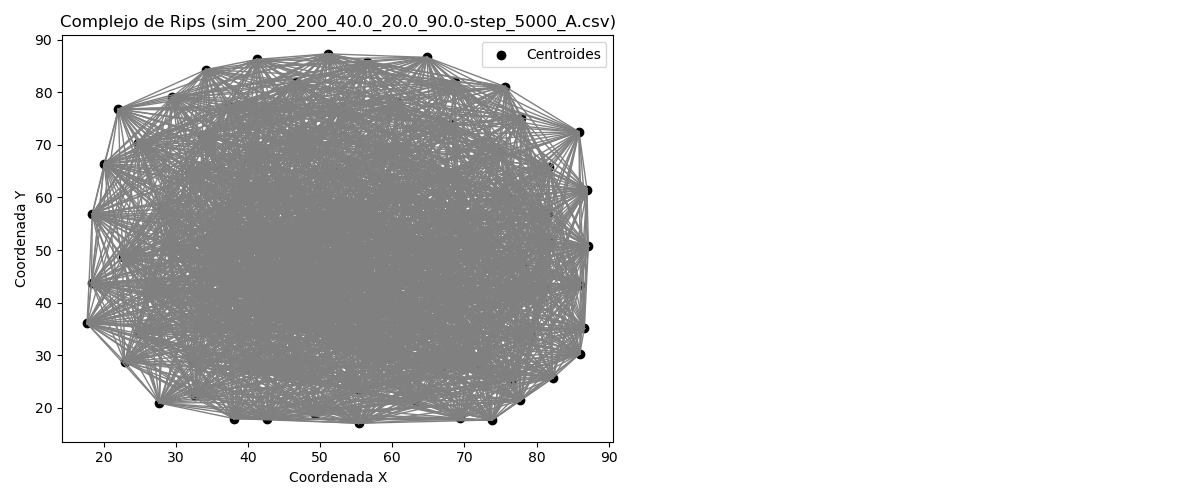 Complejo de Rips (sim_200_200_40.0_20.0_90.0-step_5000_A.csv)
Centroides
90
80
70
60
50
40
30
20
Coordenada Y
20 30 40 50 60 70 80 90
Coordenada X